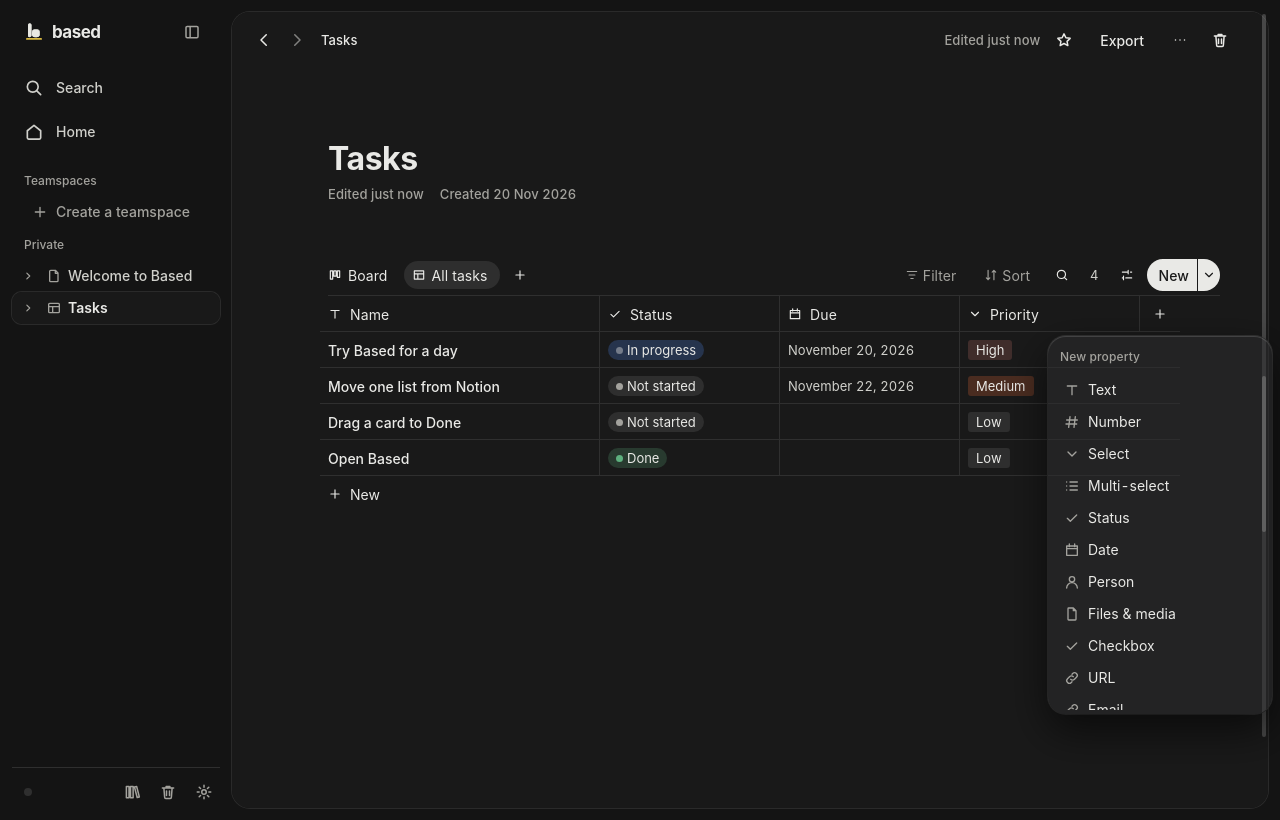 based
Search
Home
Teamspaces
Create a teamspace
Private
Welcome to Based
Tasks
Tasks
Edited just now
Export
Tasks
Edited just now Created 20 Nov 2026
Board All tasks
Filter Sort 4 New
Name Status Due Priority
Try Based for a day In progress November 20, 2026 High
Move one list from Notion Not started November 22, 2026 Medium
Drag a card to Done Not started Low
Open Based Done Low
New
New property
Text
Number
Select
Multi-select
Status
Date
Person
Files & media
Checkbox
URL
Email